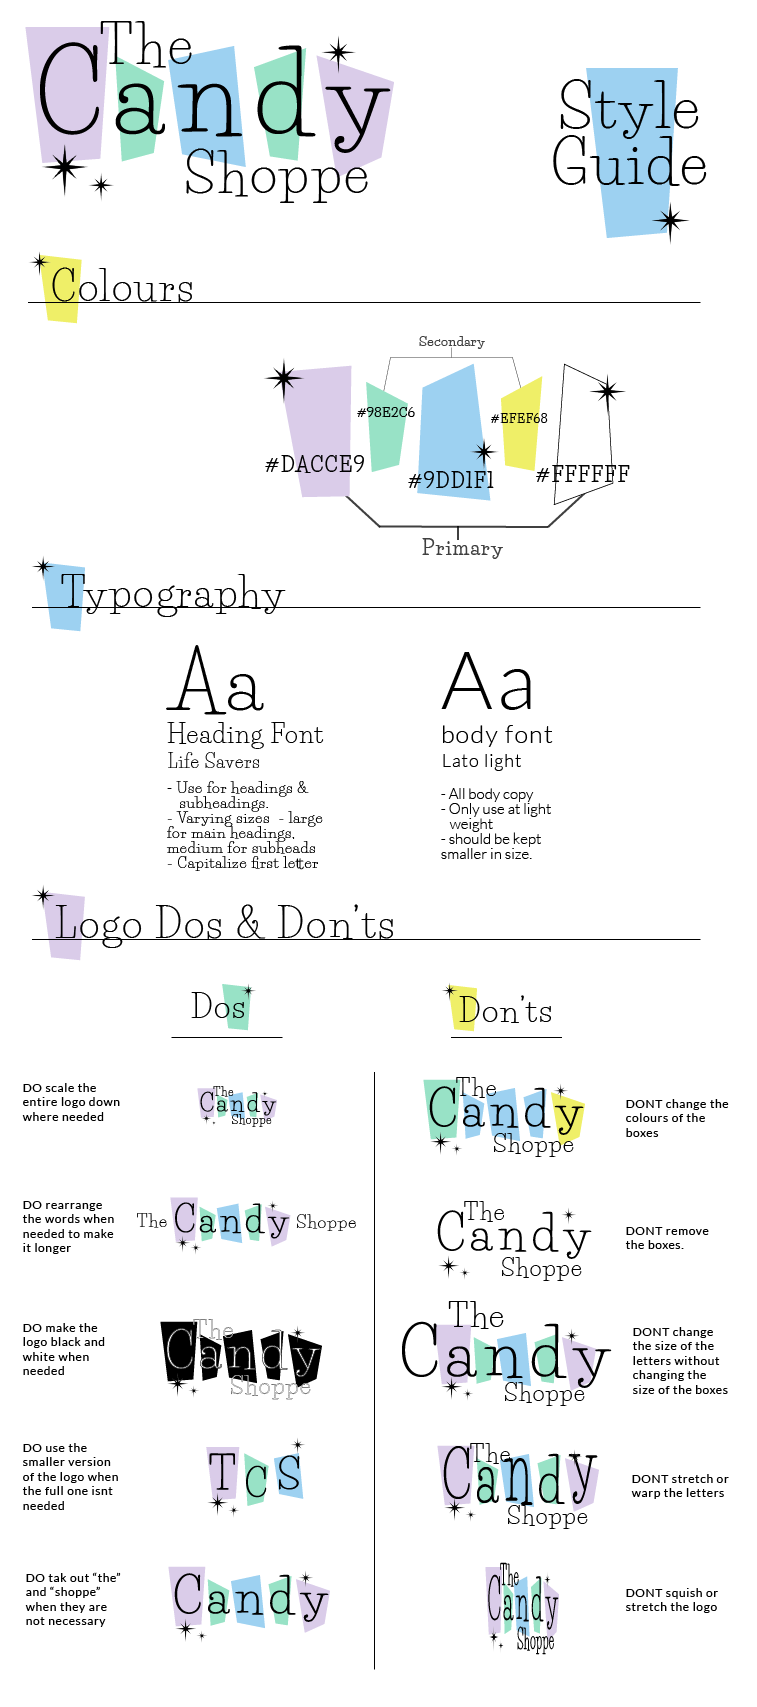 The
Candy
Shoppe
Style
Guide
Colours
Secondary
#98E2C6
#EFEF68
#DACCE9
#9DD1F1
#FFFFFF
Primary
Typography
Aa
Heading Font
Life Savers
- Use for headings &
subheadings.
- Varying sizes - large
for main headings,
medium for subheads
- Capitalize first letter
Aa
body font
Lato light
- All body copy
- Only use at light
weight
- should be kept
smaller in size.
Logo Dos & Don'ts
Dos
DO scale the
entire logo down
where needed
The
Candy
Shoppe
DO rearrange
the words when
needed to make
it longer
The Candy Shoppe
DO make the
logo black and
white when
needed
The
Candy
Shoppe
DO use the
smaller version
of the logo when
the full one isnt
needed
TcS
DO tak out “the”
and “shoppe”
when they are
not necessary
Candy
Don'ts
The
Candy
Shoppe
DONT change the
colours of the
boxes
The
Candy
Shoppe
DONT remove
the boxes.
The
Candy
Shoppe
DONT change
the size of the
letters without
changing the
size of the boxes
The
Candy
Shoppe
DONT stretch or
warp the letters
The
Candy
Shoppe
DONT squish or
stretch the logo